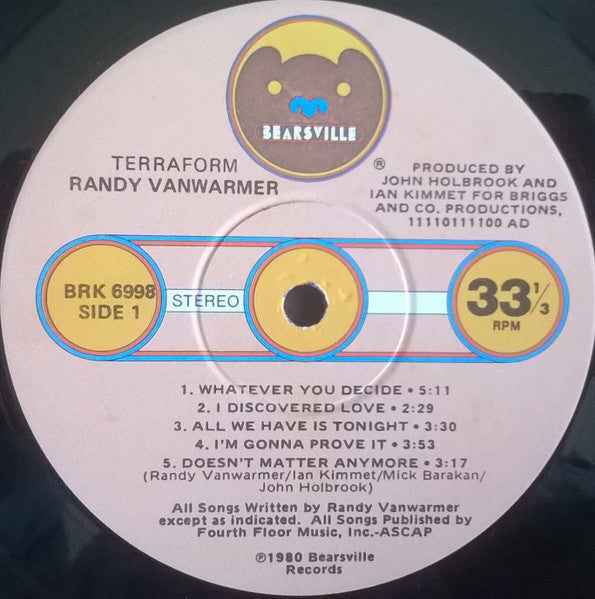 BEARSVILLE
®
TERRAFORM
RANDY VANWARMER
PRODUCED BY
JOHN HOLBROOK AND
IAN KIMMET FOR BRIGGS
AND CO. PRODUCTIONS,
11110111100 AD
BRK 6998
SIDE 1
STEREO
33 1/3
RPM
1. WHATEVER YOU DECIDE • 5:11
2. I DISCOVERED LOVE • 2:29
3. ALL WE HAVE IS TONIGHT • 3:30
4. I'M GONNA PROVE IT • 3:53
5. DOESN'T MATTER ANYMORE • 3:17
(Randy Vanwarmer/Ian Kimmet/Mick Barakan/
John Holbrook)
All Songs Written by Randy Vanwarmer
except as indicated. All Songs Published by
Fourth Floor Music, Inc.-ASCAP
℗1980 Bearsville
Records